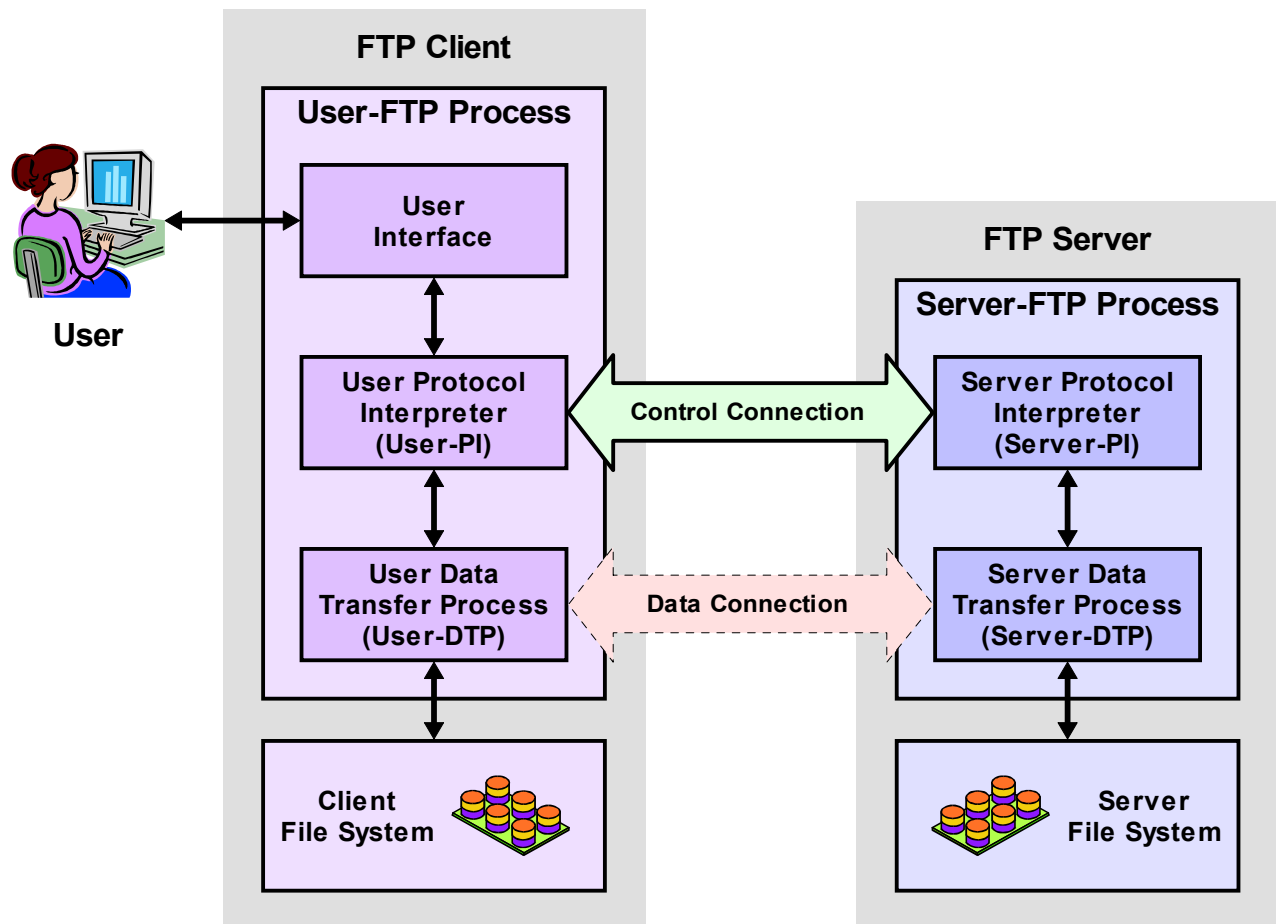 FTP Client
User-FTP Process
User
Interface
User
FTP Server
Server-FTP Process
User Protocol
Interpreter
(User-PI)
Control Connection
Server Protocol
Interpreter
(Server-PI)
User Data
Transfer Process
(User-DTP)
Data Connection
Server Data
Transfer Process
(Server-DTP)
Client
File System
Server
File System